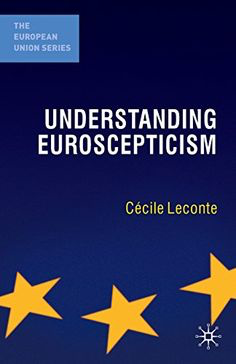 THE
EUROPEAN
UNION SERIES
UNDERSTANDING
EUROSCEPTICISM
Cécile Leconte